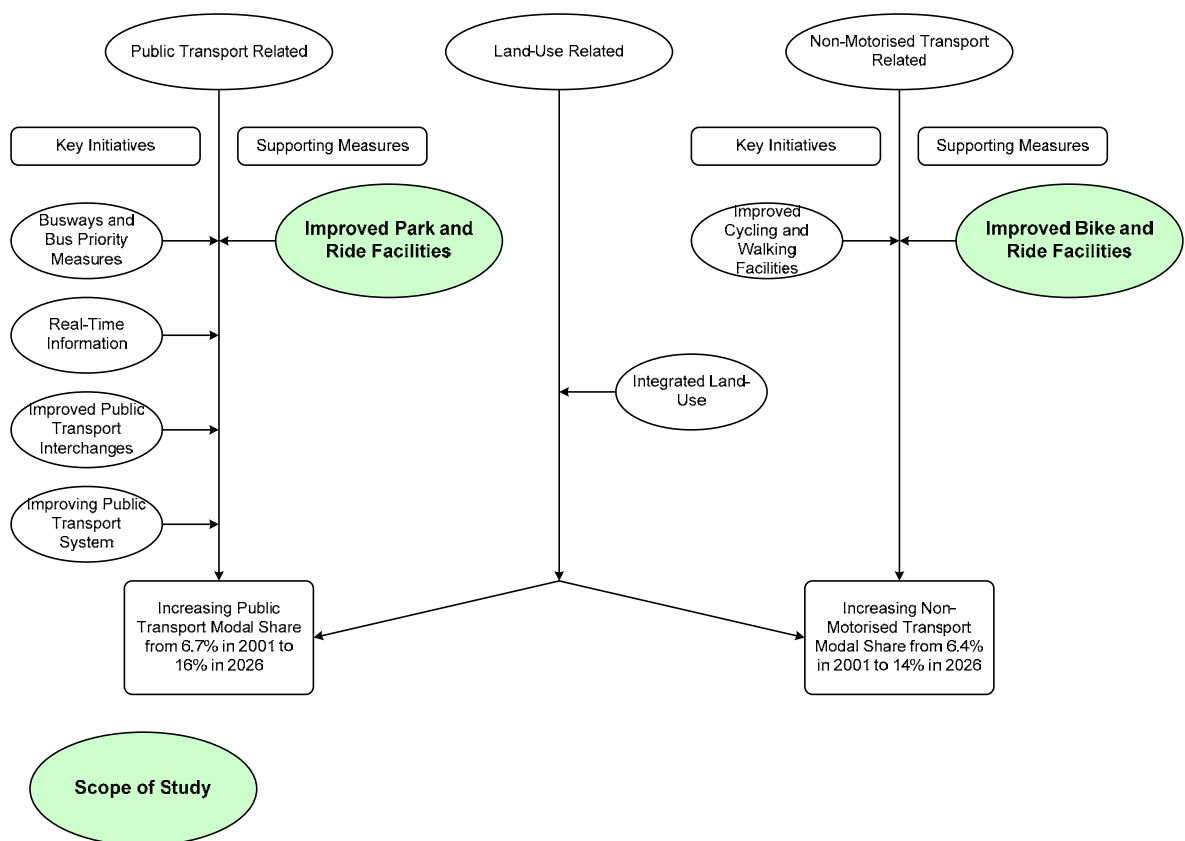 Public Transport Related
Land-Use Related
Non-Motorised Transport
Related
Key Initiatives
Supporting Measures
Key Initiatives
Supporting Measures
Busways and
Bus Priority
Measures
Improved Park and
Ride Facilities
Improved
Cycling and
Walking
Facilities
Improved Bike and
Ride Facilities
Real-Time
Information
Integrated Land-
Use
Improved Public
Transport
Interchanges
Improving Public
Transport
System
Increasing Public
Transport Modal Share
from 6.7% in 2001 to
16% in 2026
Increasing Non-
Motorised Transport
Modal Share from 6.4%
in 2001 to 14% in 2026
Scope of Study